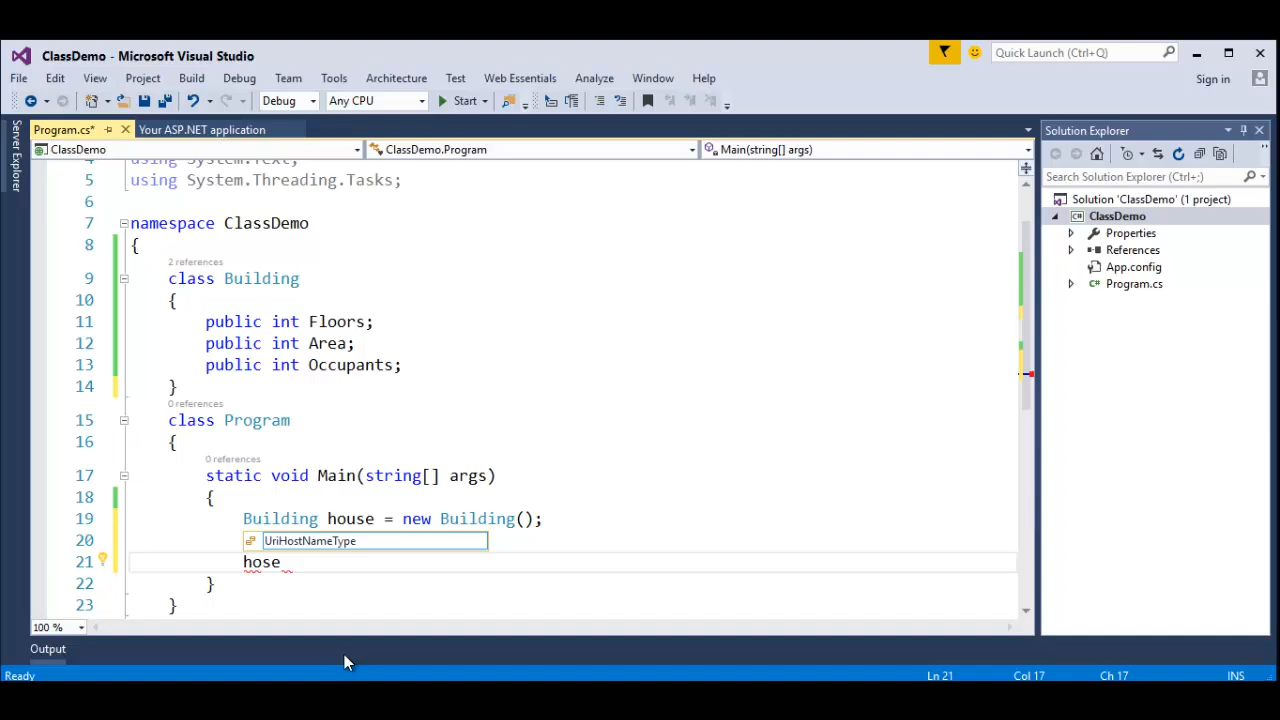 ClassDemo - Microsoft Visual Studio
Quick Launch (Ctrl+Q)
File Edit View Project Build Debug Team Tools Architecture Test Web Essentials Analyze Window Help
Sign in
Debug Any CPU Start
Server Explorer
Program.cs* Your ASP.NET application
ClassDemo ClassDemo.Program Main(string[] args)
4 using System.Text;
5 using System.Threading.Tasks;
6
7 namespace ClassDemo
8 {
2 references
9 class Building
10 {
11 public int Floors;
12 public int Area;
13 public int Occupants;
14 }
0 references
15 class Program
16 {
0 references
17 static void Main(string[] args)
18 {
19 Building house = new Building();
20 UriHostNameType
21 hose
22 }
23 }
100 %
Output
Ready Ln 21 Col 17 Ch 17 INS
Solution Explorer
Search Solution Explorer (Ctrl+;)
Solution 'ClassDemo' (1 project)
C# ClassDemo
Properties
References
App.config
C# Program.cs